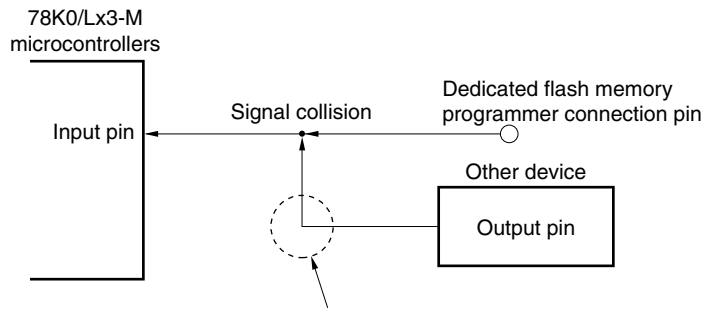 78K0/Lx3-M
microcontrollers
Input pin
Signal collision
Dedicated flash memory
programmer connection pin
Other device
Output pin